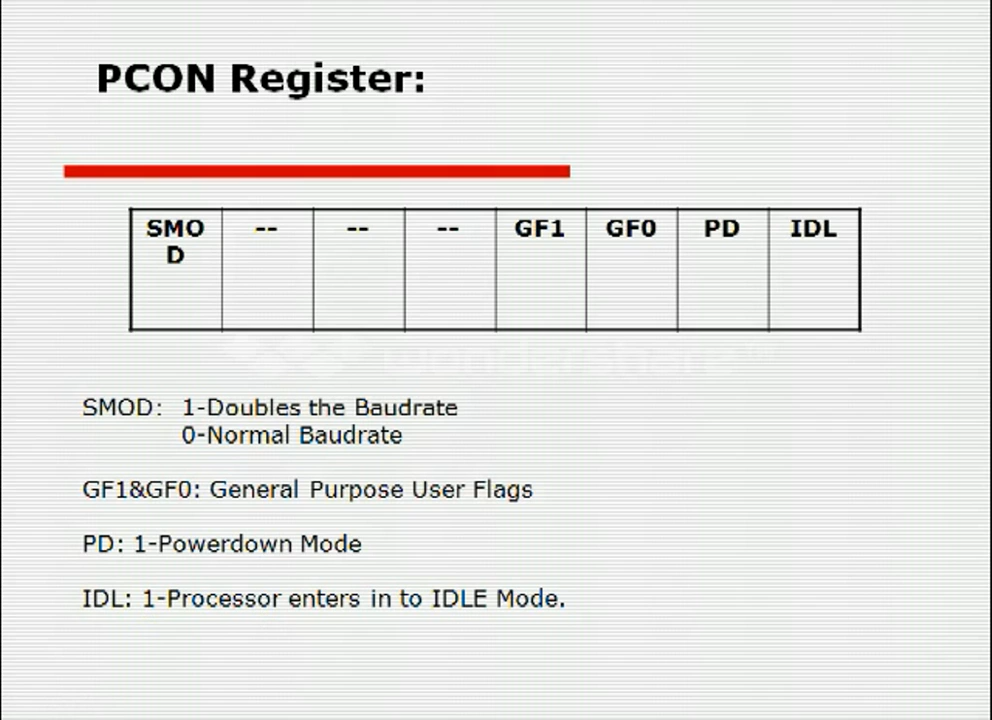 PCON Register:
SMO -- -- -- GF1 GF0 PD IDL
D
wondershare™
SMOD: 1-Doubles the Baudrate
0-Normal Baudrate
GF1&GF0: General Purpose User Flags
PD: 1-Powerdown Mode
IDL: 1-Processor enters in to IDLE Mode.